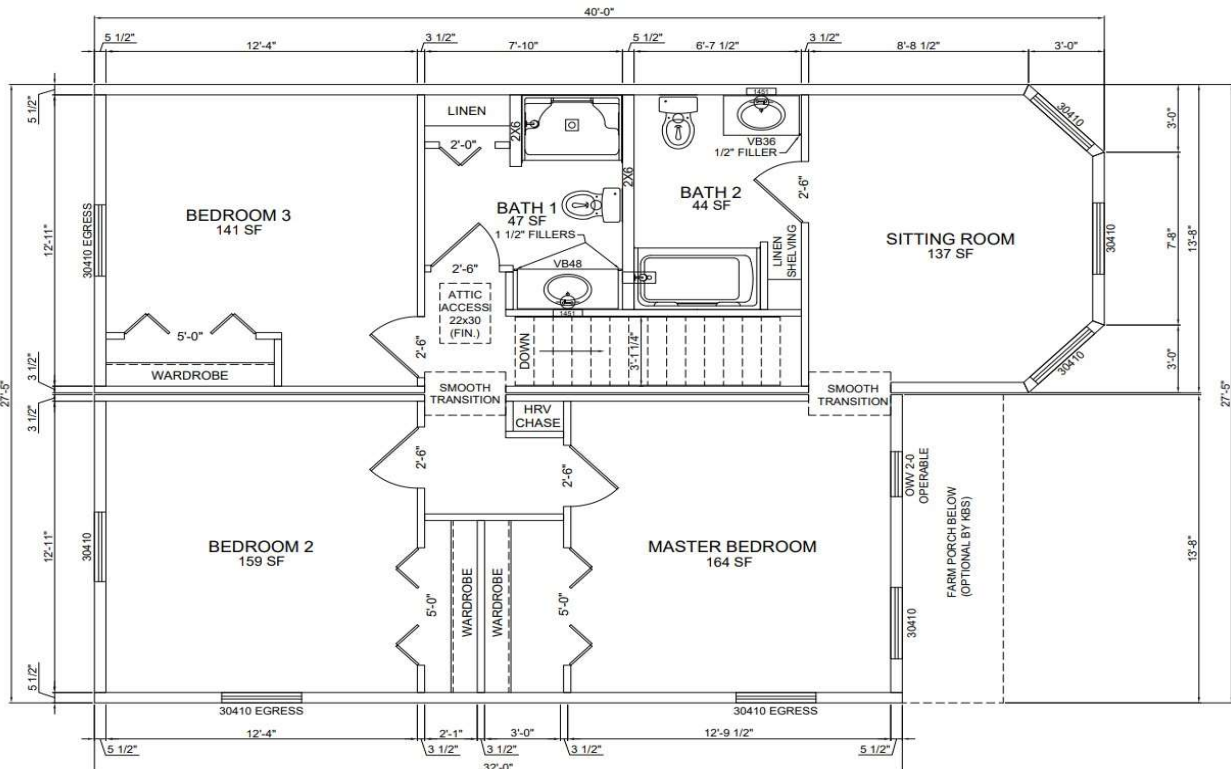 40'-0"
5 1/2"
12'-4"
3 1/2"
7'-10"
5 1/2"
6'-7 1/2"
3 1/2"
8'-8 1/2"
3'-0"
5 1/2"
12'-11"
3 1/2"
27'-5"
3 1/2"
12'-11"
5 1/2"
30410 EGRESS
30410
BEDROOM 3
141 SF
5'-0"
WARDROBE
LINEN
2'-0"
2X6
2X6
BATH 1
47 SF
1 1/2" FILLERS
VB48
1451
2'-6"
ATTIC
ACCESS
22x30
(FIN.)
2'-6"
DOWN
3'-1 1/4"
1451
VB36
1/2" FILLER
BATH 2
44 SF
2'-6"
LINEN
SHELVING
SITTING ROOM
137 SF
30410
30410
30410
3'-0"
7'-8"
3'-0"
13'-8"
27'-5"
13'-8"
SMOOTH
TRANSITION
SMOOTH
TRANSITION
HRV
CHASE
2'-6"
2'-6"
BEDROOM 2
159 SF
MASTER BEDROOM
164 SF
5'-0"
WARDROBE
WARDROBE
5'-0"
OWV 2-0
OPERABLE
30410
FARM PORCH BELOW
(OPTIONAL BY KBS)
30410 EGRESS
30410 EGRESS
12'-4"
2'-1"
3'-0"
12'-9 1/2"
5 1/2"
3 1/2"
3 1/2"
3 1/2"
5 1/2"
32'-0"